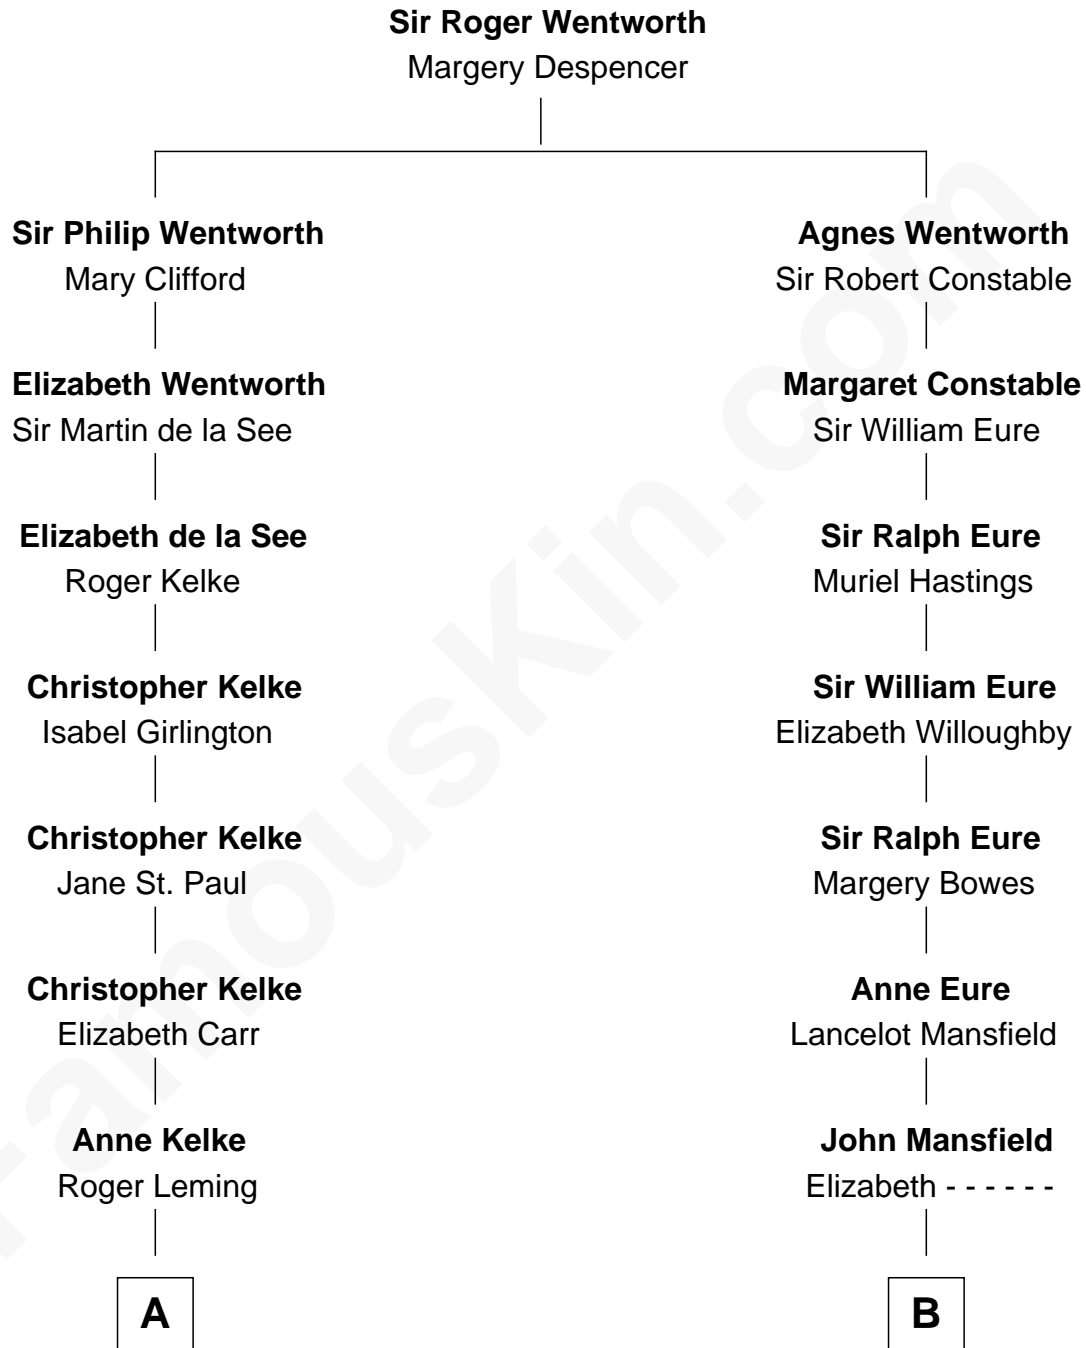 Sir Roger Wentworth
Margery Despencer
Sir Philip Wentworth
Mary Clifford
Agnes Wentworth
Sir Robert Constable
Elizabeth Wentworth
Sir Martin de la See
Margaret Constable
Sir William Eure
Elizabeth de la See
Roger Kelke
Sir Ralph Eure
Muriel Hastings
Christopher Kelke
Isabel Girlington
Sir William Eure
Elizabeth Willoughby
Christopher Kelke
Jane St. Paul
Sir Ralph Eure
Margery Bowes
Christopher Kelke
Elizabeth Carr
Anne Eure
Lancelot Mansfield
Anne Kelke
Roger Leming
John Mansfield
Elizabeth - - - - - -
A
B
FamousKin.com